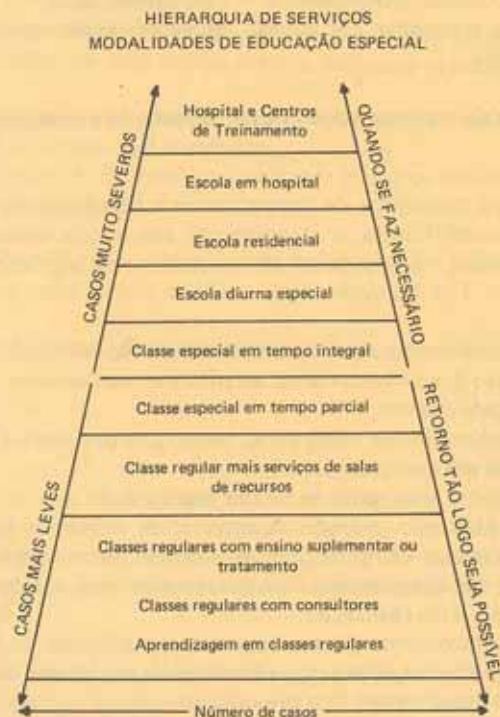 HIERARQUIA DE SERVIÇOS
MODALIDADES DE EDUCAÇÃO ESPECIAL
Hospital e Centros
de Treinamento
Escola em hospital
Escola residencial
Escola diurna especial
Classe especial em tempo integral
Classe especial em tempo parcial
Classe regular mais serviços de salas
de recursos
Classes regulares com ensino suplementar ou
tratamento
Classes regulares com consultores
Aprendizagem em classes regulares
Número de casos
CASOS MUITO SEVEROS
CASOS MAIS LEVES
QUANDO SE FAZ NECESSÁRIO
RETORNO TÃO LOGO SEJA POSSÍVEL